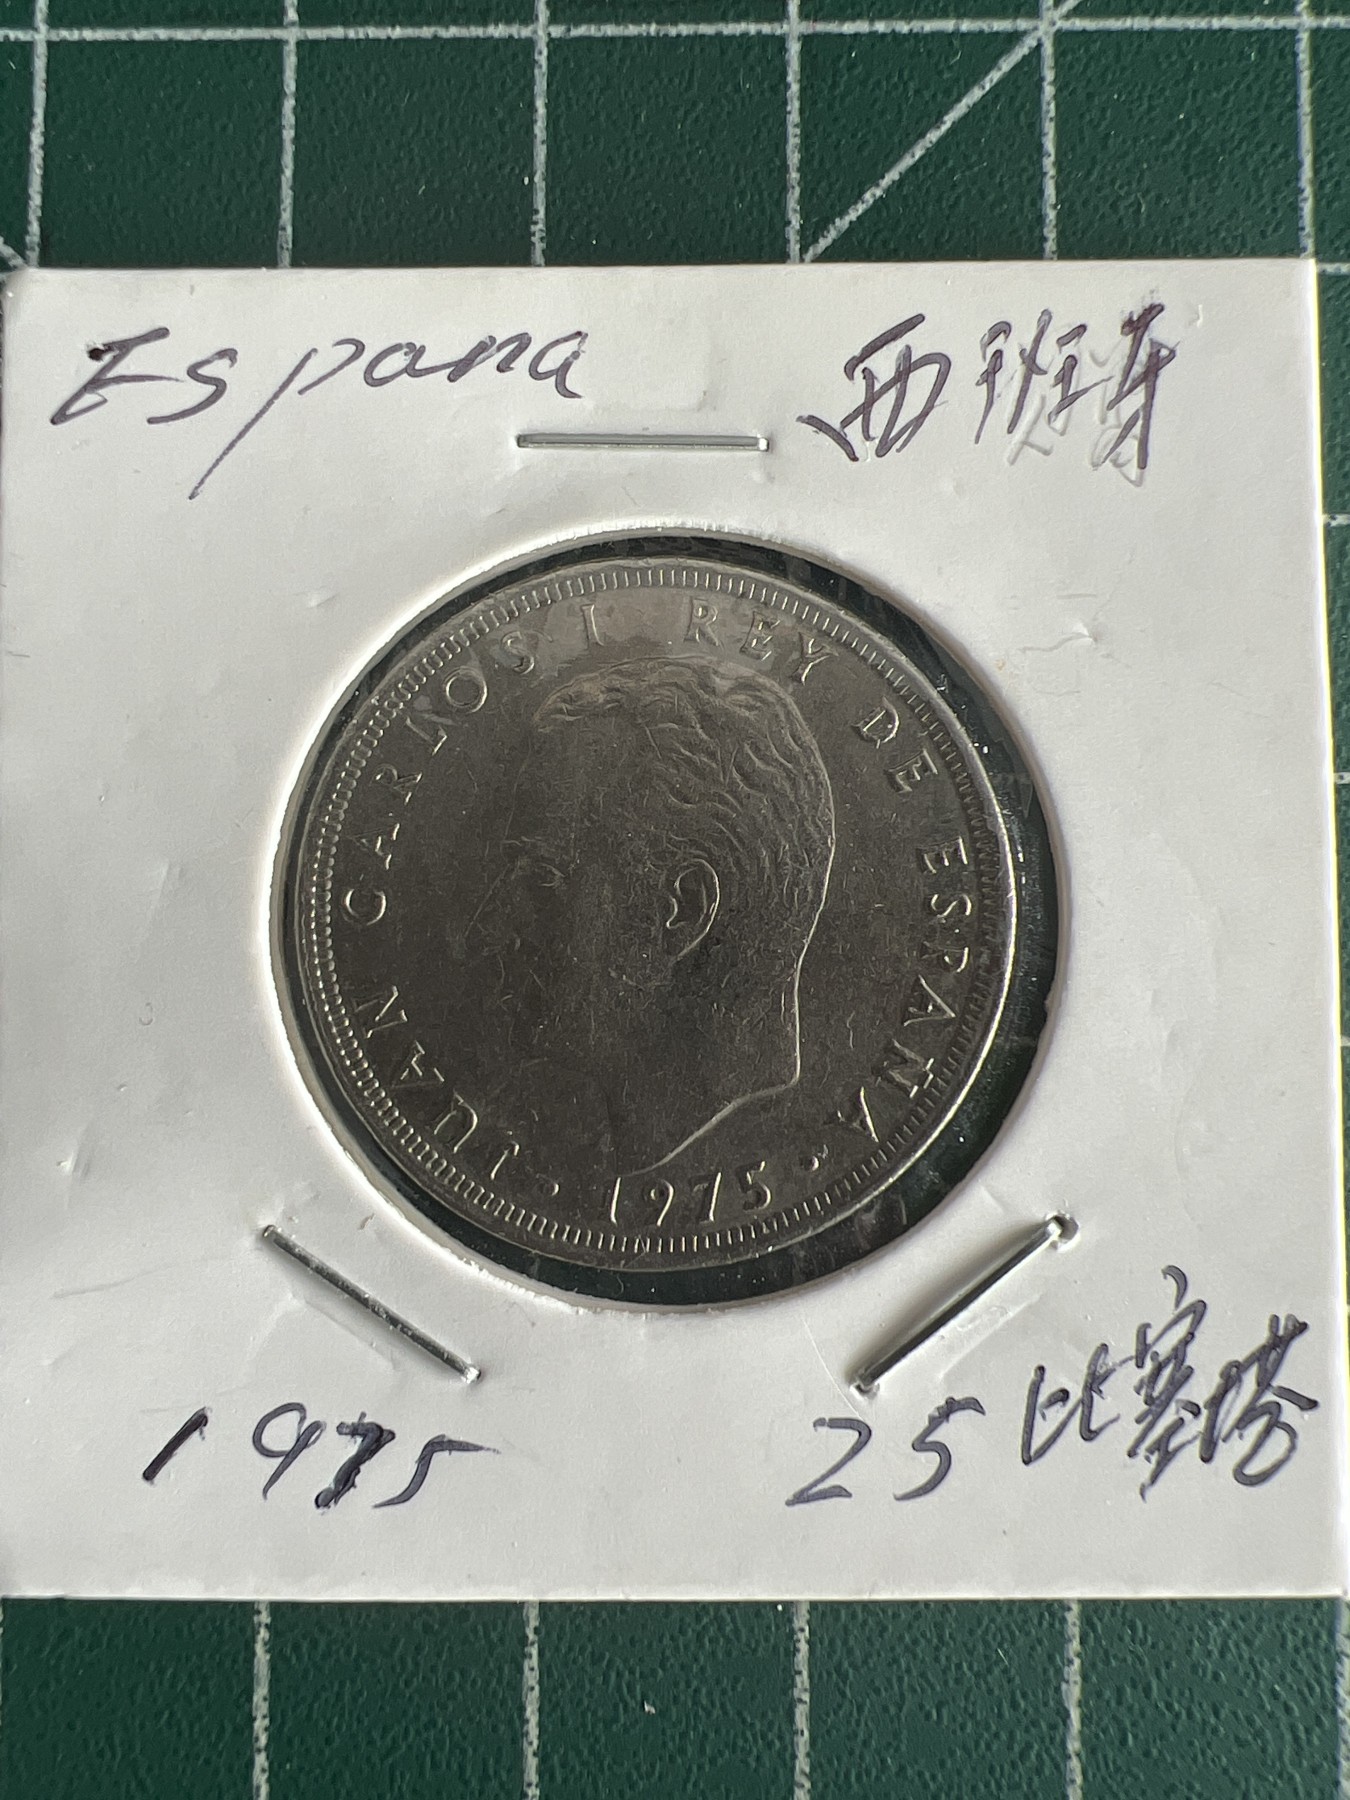 Espana 西班牙
JUAN CARLOS I REY DE ESPAÑA
1975
1975 25比塞塔